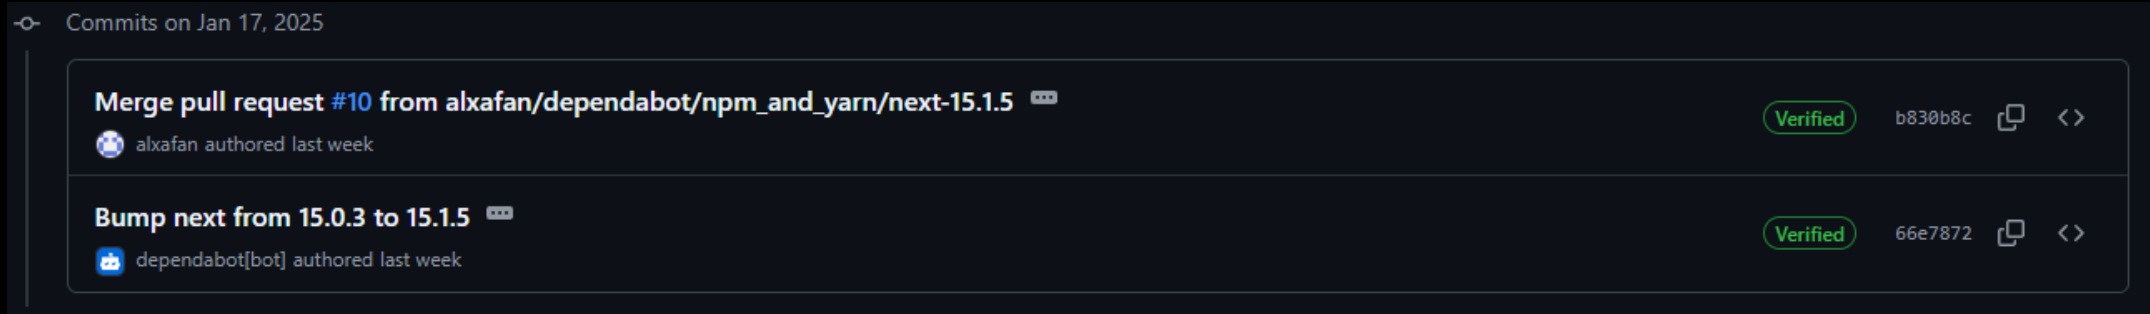 Commits on Jan 17, 2025
Merge pull request #10 from alxafan/dependabot/npm_and_yarn/next-15.1.5
alxafan authored last week
Verified
b830b8c
Bump next from 15.0.3 to 15.1.5
dependabot[bot] authored last week
Verified
66e7872